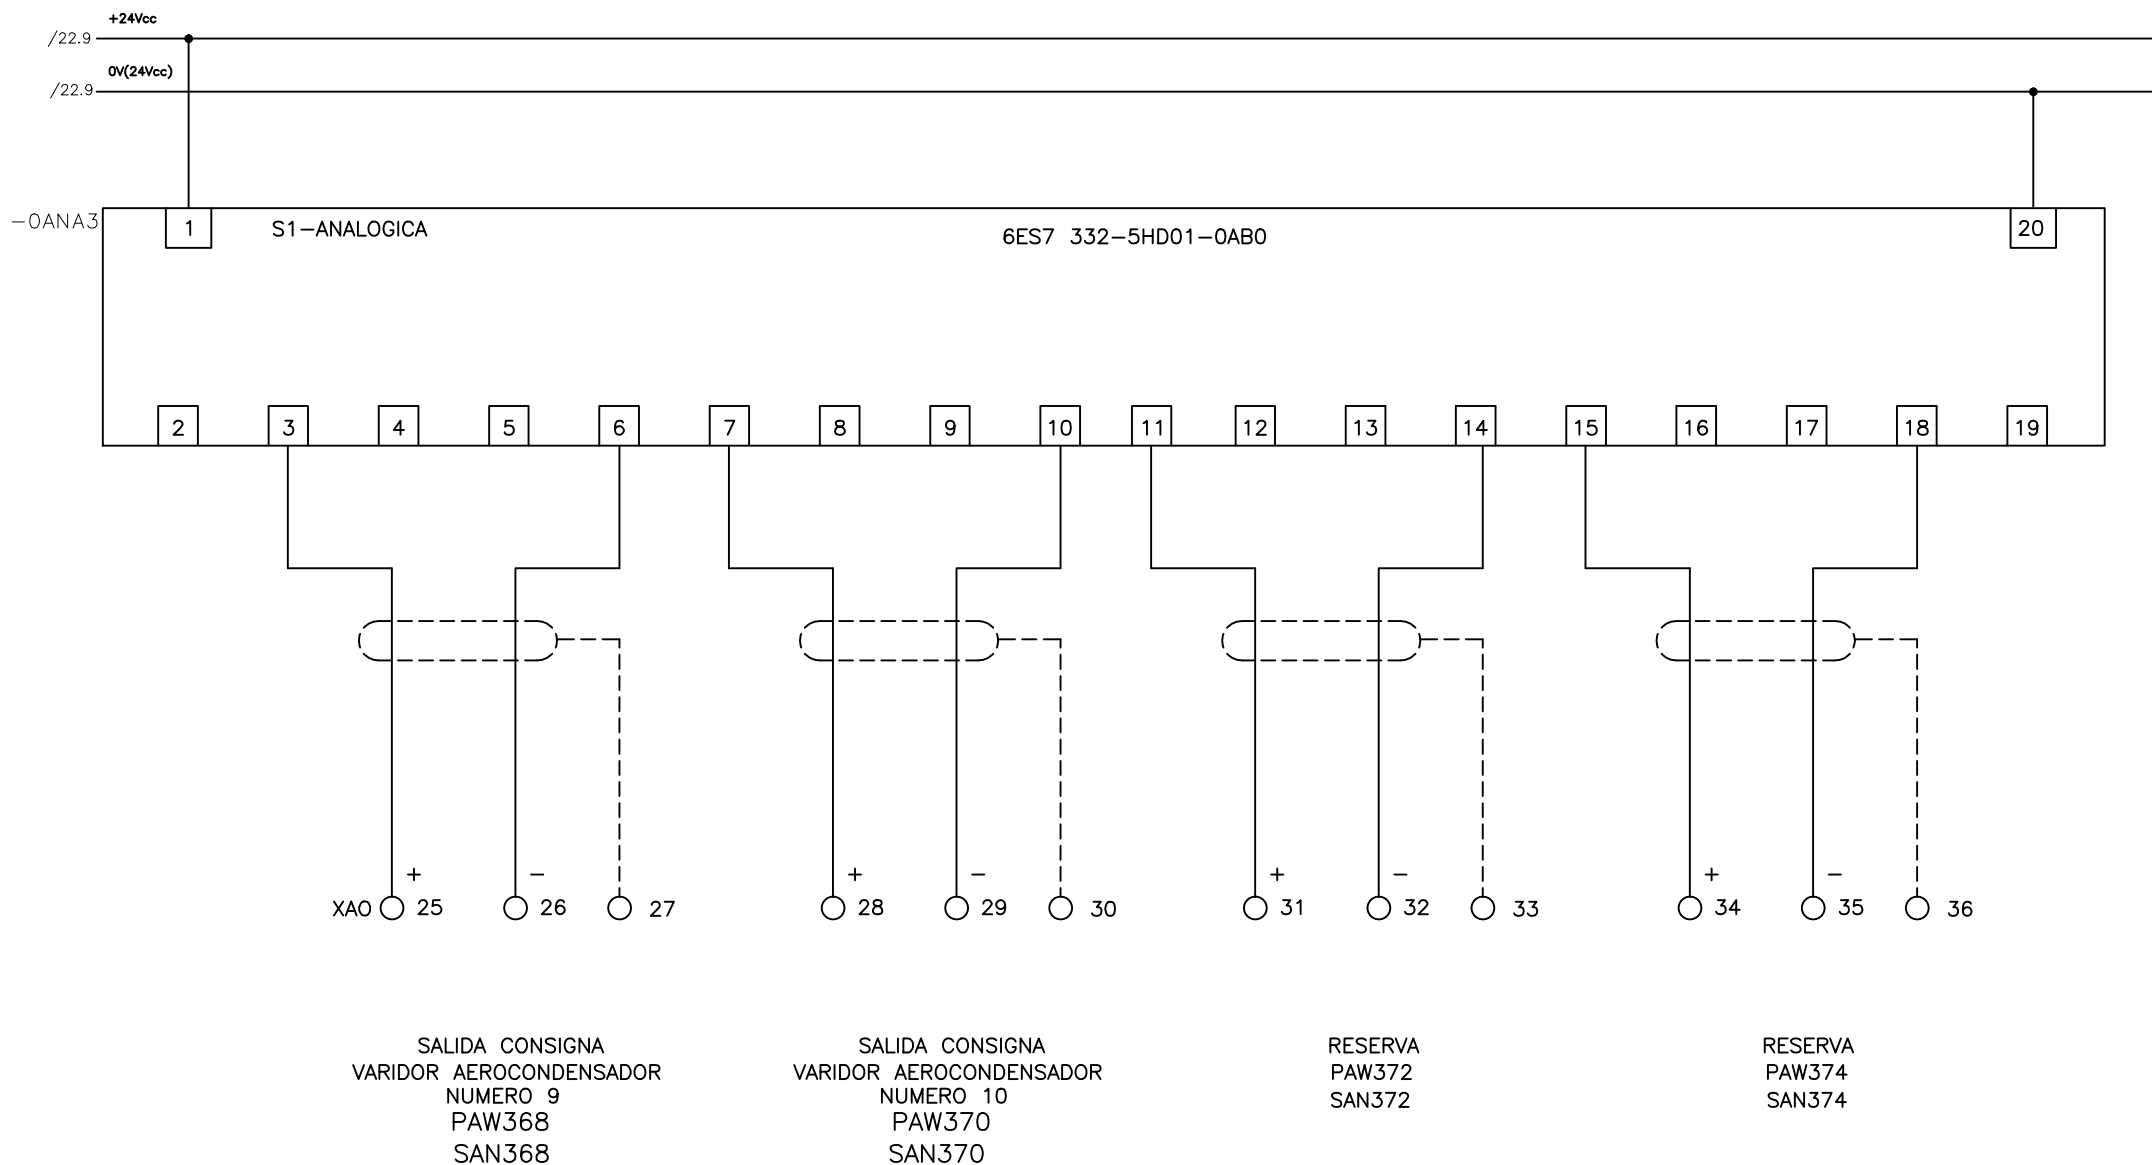 +24Vcc
/22.9
0V(24Vcc)
/22.9
-0ANA3
1 S1-ANALOGICA 6ES7 332-5HD01-0AB0 20
2 3 4 5 6 7 8 9 10 11 12 13 14 15 16 17 18 19
+ - + - + - + -
XA0 25 26 27 28 29 30 31 32 33 34 35 36
SALIDA CONSIGNA
VARIDOR AEROCONDENSADOR
NUMERO 9
PAW368
SAN368
SALIDA CONSIGNA
VARIDOR AEROCONDENSADOR
NUMERO 10
PAW370
SAN370
RESERVA
PAW372
SAN372
RESERVA
PAW374
SAN374